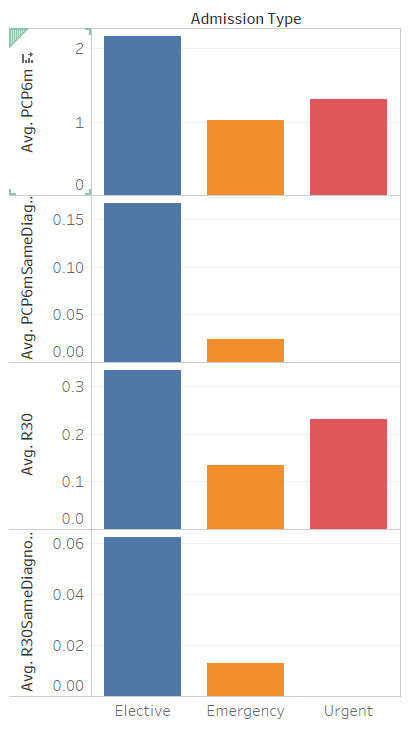 Admission Type
Avg. PCP6m
2
1
0
Avg. PCP6mSameDiag..
0.15
0.10
0.05
0.00
Avg. R30
0.3
0.2
0.1
0.0
Avg. R30SameDiagno..
0.06
0.04
0.02
0.00
Elective
Emergency
Urgent